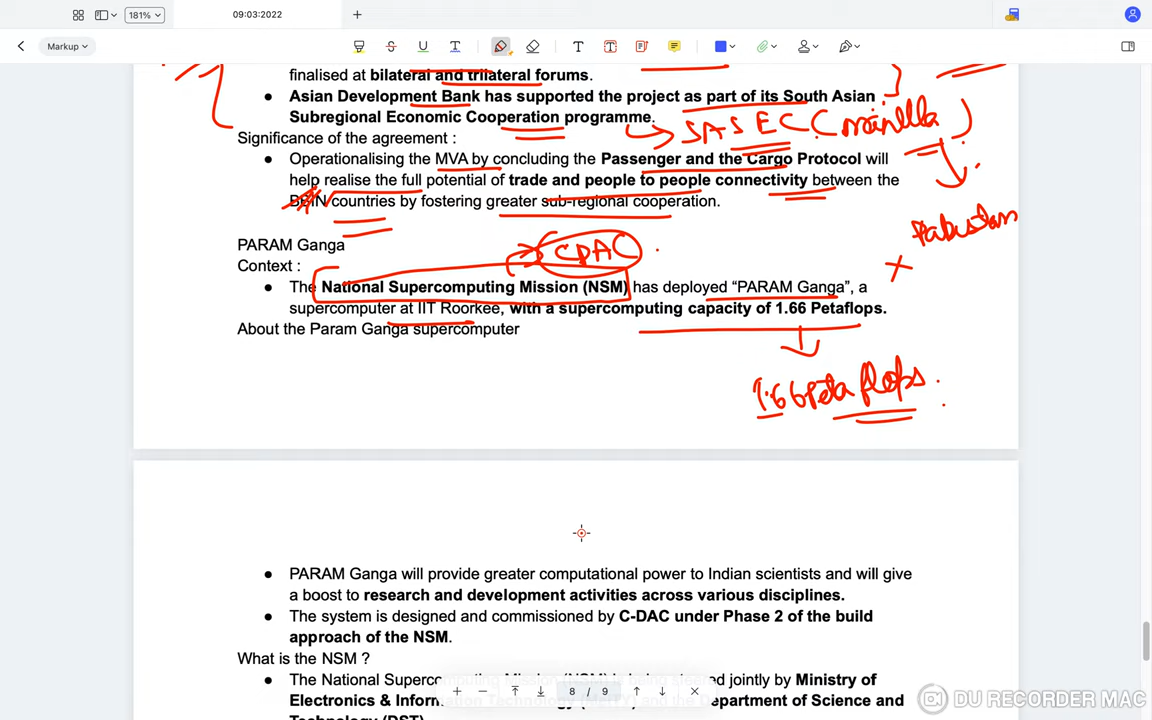 181%
09:03:2022
Markup
finalised at bilateral and trilateral forums.
● Asian Development Bank has supported the project as part of its South Asian
Subregional Economic Cooperation programme.
SASEC (Manilla)
Significance of the agreement :
● Operationalising the MVA by concluding the Passenger and the Cargo Protocol will
help realise the full potential of trade and people to people connectivity between the
BBIN countries by fostering greater sub-regional cooperation.
Pakistan
PARAM Ganga
CDAC
Context :
● The National Supercomputing Mission (NSM) has deployed “PARAM Ganga”, a
supercomputer at IIT Roorkee, with a supercomputing capacity of 1.66 Petaflops.
About the Param Ganga supercomputer
1.66 Peta flops.
● PARAM Ganga will provide greater computational power to Indian scientists and will give
a boost to research and development activities across various disciplines.
● The system is designed and commissioned by C-DAC under Phase 2 of the build
approach of the NSM.
What is the NSM ?
● The National Superco jointly by Ministry of
Electronics & Inform epartment of Science and
Technology (DST)
8 / 9
DU RECORDER MAC